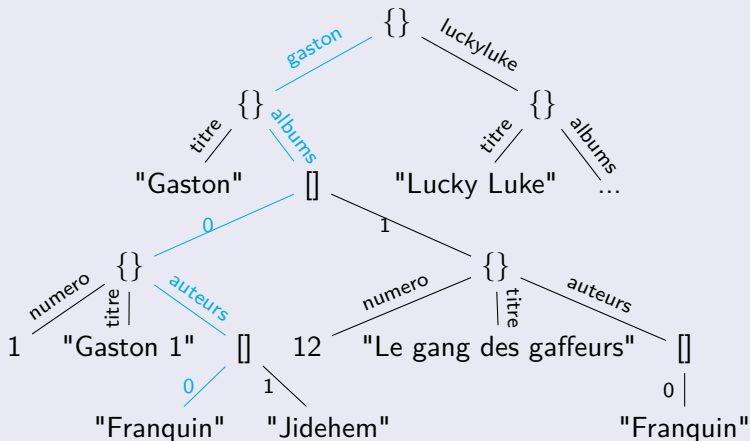 {}
gaston luckyluke
{} {}
titre albums titre albums
"Gaston" [] "Lucky Luke" ...
0 1
{} {}
numero titre auteurs numero titre auteurs
1 "Gaston 1" [] 12 "Le gang des gaffeurs" []
0 1 0
"Franquin" "Jidehem" "Franquin"